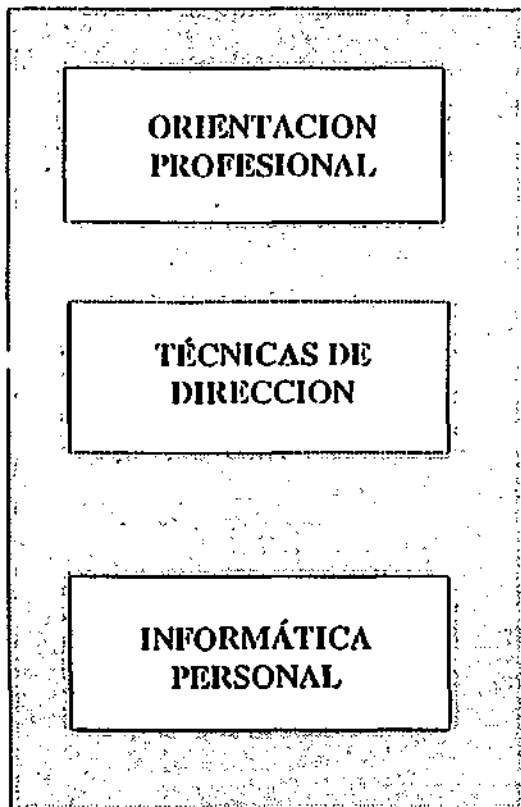 ORIENTACION
PROFESIONAL
TÉCNICAS DE
DIRECCION
INFORMÁTICA
PERSONAL